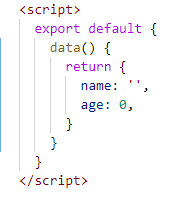 <script>
export default {
data() {
return {
name: '',
age: 0,
}
}
}
</script>